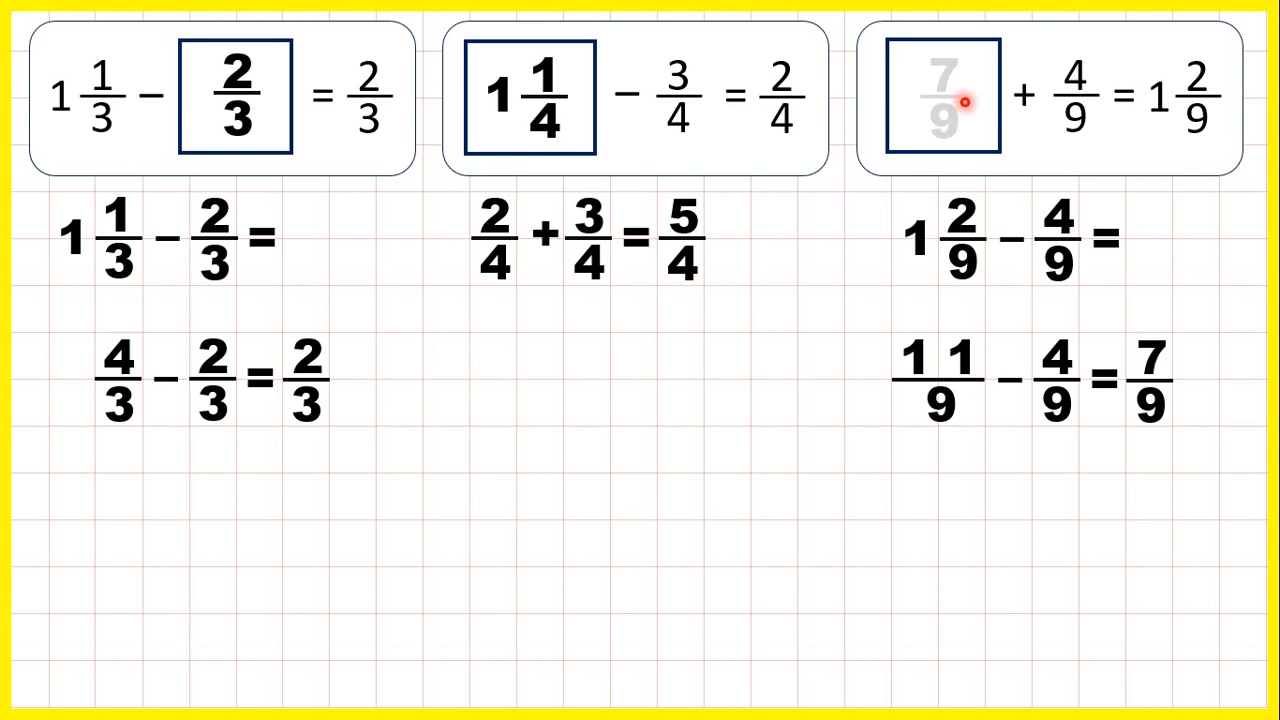 1 1/3 − 2/3 = 2/3
1 1/4 − 3/4 = 2/4
7/9 + 4/9 = 1 2/9
1 1/3 − 2/3 =
4/3 − 2/3 = 2/3
2/4 + 3/4 = 5/4
1 2/9 − 4/9 =
11/9 − 4/9 = 7/9